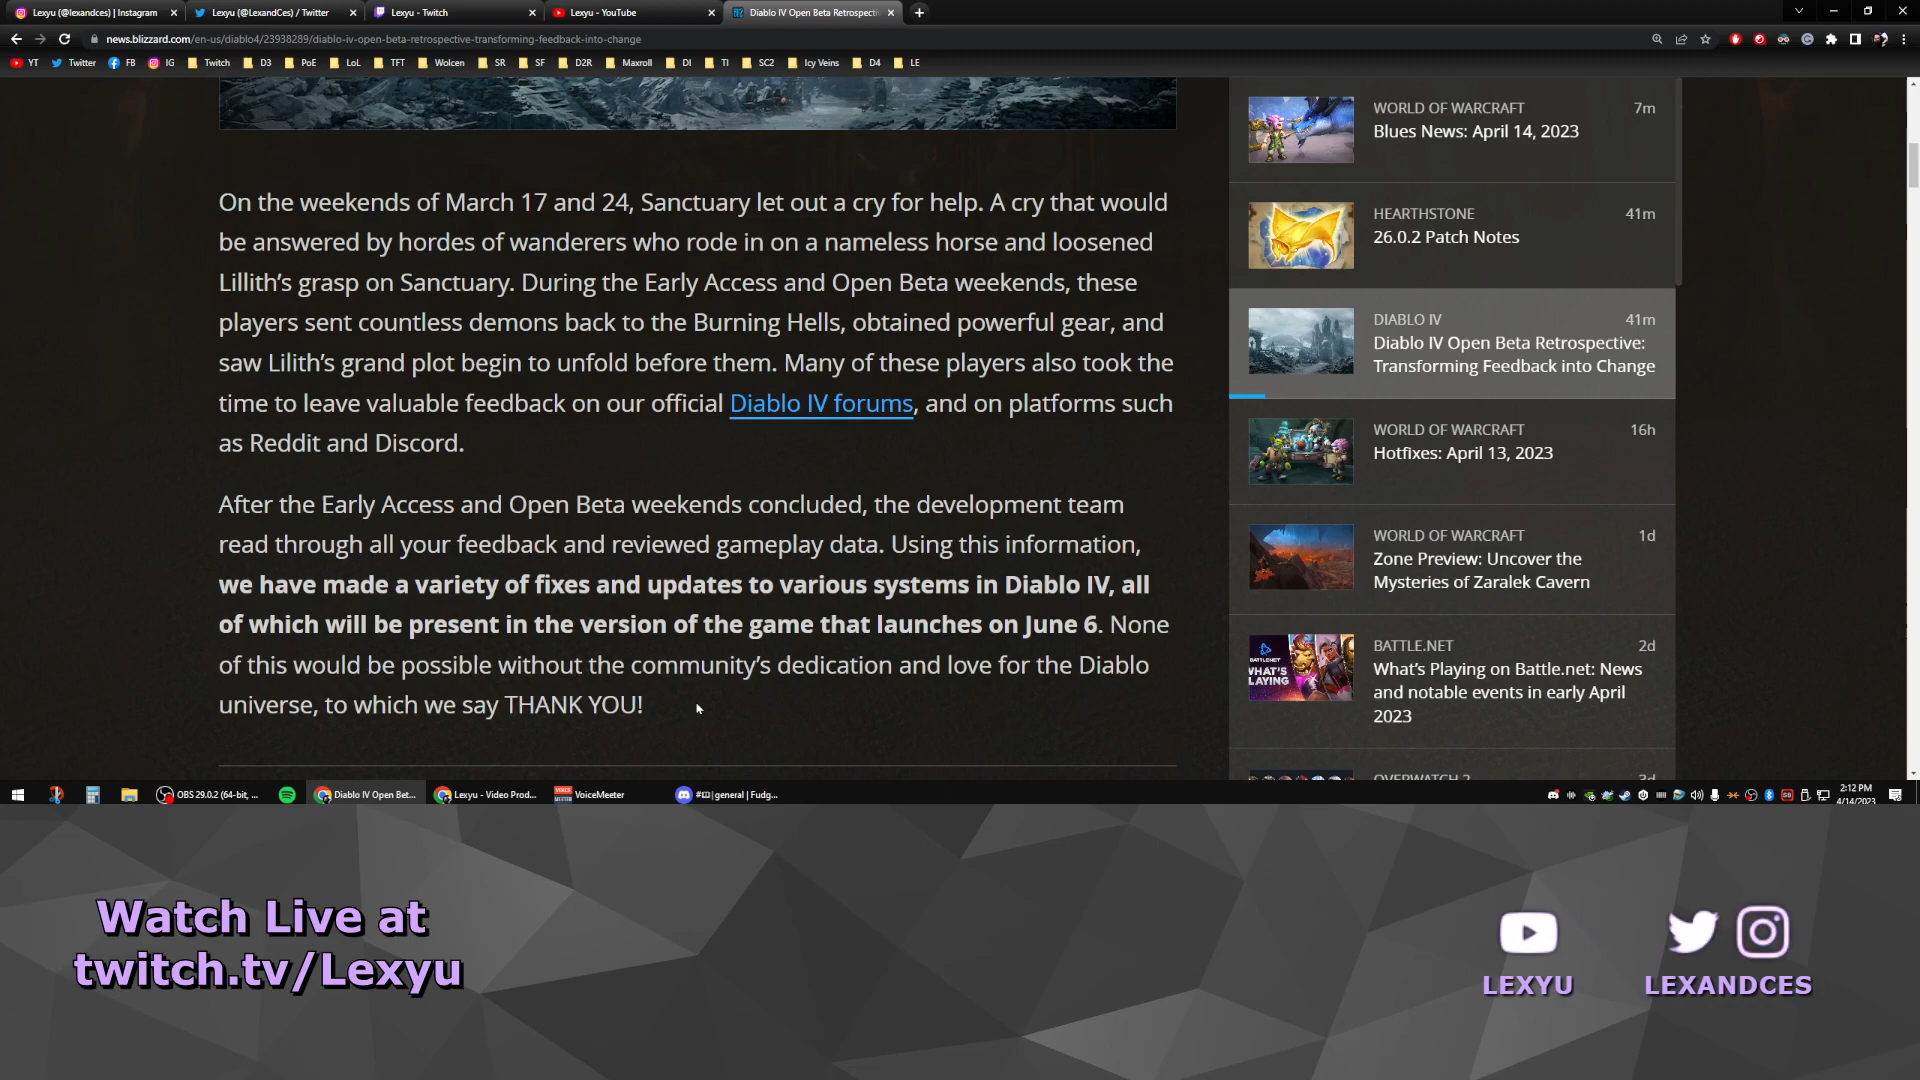 Lexyu (@lexandces) | Instagram
Lexyu (@LexandCes) / Twitter
Lexyu - Twitch
Lexyu - YouTube
Diablo IV Open Beta Retrospecti
news.blizzard.com/en-us/diablo4/23938289/diablo-iv-open-beta-retrospective-transforming-feedback-into-change
YT Twitter FB IG Twitch D3 PoE LoL TFT Wolcen SR SF D2R Maxroll DI TI SC2 Icy Veins D4 LE
On the weekends of March 17 and 24, Sanctuary let out a cry for help. A cry that would
be answered by hordes of wanderers who rode in on a nameless horse and loosened
Lillith's grasp on Sanctuary. During the Early Access and Open Beta weekends, these
players sent countless demons back to the Burning Hells, obtained powerful gear, and
saw Lilith's grand plot begin to unfold before them. Many of these players also took the
time to leave valuable feedback on our official Diablo IV forums, and on platforms such
as Reddit and Discord.
After the Early Access and Open Beta weekends concluded, the development team
read through all your feedback and reviewed gameplay data. Using this information,
we have made a variety of fixes and updates to various systems in Diablo IV, all
of which will be present in the version of the game that launches on June 6. None
of this would be possible without the community's dedication and love for the Diablo
universe, to which we say THANK YOU!
WORLD OF WARCRAFT 7m
Blues News: April 14, 2023
HEARTHSTONE 41m
26.0.2 Patch Notes
DIABLO IV 41m
Diablo IV Open Beta Retrospective:
Transforming Feedback into Change
WORLD OF WARCRAFT 16h
Hotfixes: April 13, 2023
WORLD OF WARCRAFT 1d
Zone Preview: Uncover the
Mysteries of Zaralek Cavern
BATTLE.NET 2d
What's Playing on Battle.net: News
and notable events in early April
2023
BATTLE.NET
WHAT'S
PLAYING
OVERWATCH 2 3d
OBS 29.0.2 (64-bit, ...
Diablo IV Open Bet...
Lexyu - Video Prod...
VoiceMeeter
general | Fudg...
2:12 PM
4/14/2023
Watch Live at
twitch.tv/Lexyu
LEXYU
LEXANDCES